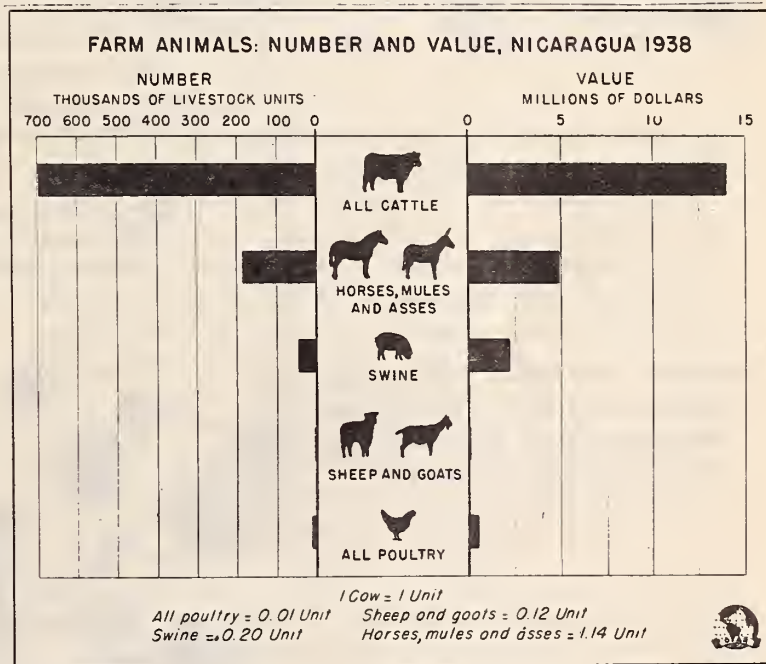 FARM ANIMALS: NUMBER AND VALUE, NICARAGUA 1938
NUMBER
THOUSANDS OF LIVESTOCK UNITS
700 600 500 400 300 200 100 0
VALUE
MILLIONS OF DOLLARS
0 5 10 15
ALL CATTLE
HORSES, MULES
AND ASSES
SWINE
SHEEP AND GOATS
ALL POULTRY
1 Cow = 1 Unit
All poultry = 0.01 Unit Sheep and goats = 0.12 Unit
Swine = 0.20 Unit Horses, mules and asses = 1.14 Unit